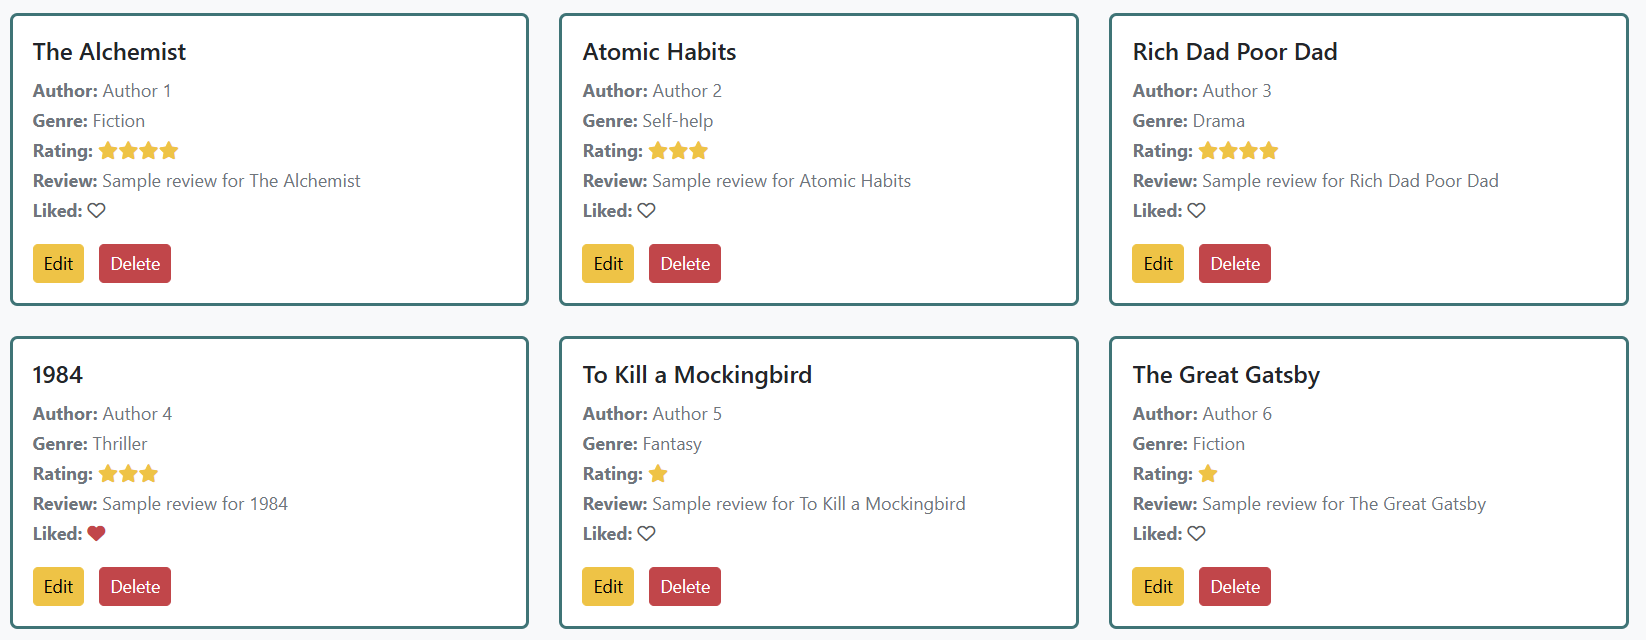 The Alchemist
Author: Author 1
Genre: Fiction
Rating:
Review: Sample review for The Alchemist
Liked:
Edit Delete
Atomic Habits
Author: Author 2
Genre: Self-help
Rating:
Review: Sample review for Atomic Habits
Liked:
Edit Delete
Rich Dad Poor Dad
Author: Author 3
Genre: Drama
Rating:
Review: Sample review for Rich Dad Poor Dad
Liked:
Edit Delete
1984
Author: Author 4
Genre: Thriller
Rating:
Review: Sample review for 1984
Liked:
Edit Delete
To Kill a Mockingbird
Author: Author 5
Genre: Fantasy
Rating:
Review: Sample review for To Kill a Mockingbird
Liked:
Edit Delete
The Great Gatsby
Author: Author 6
Genre: Fiction
Rating:
Review: Sample review for The Great Gatsby
Liked:
Edit Delete